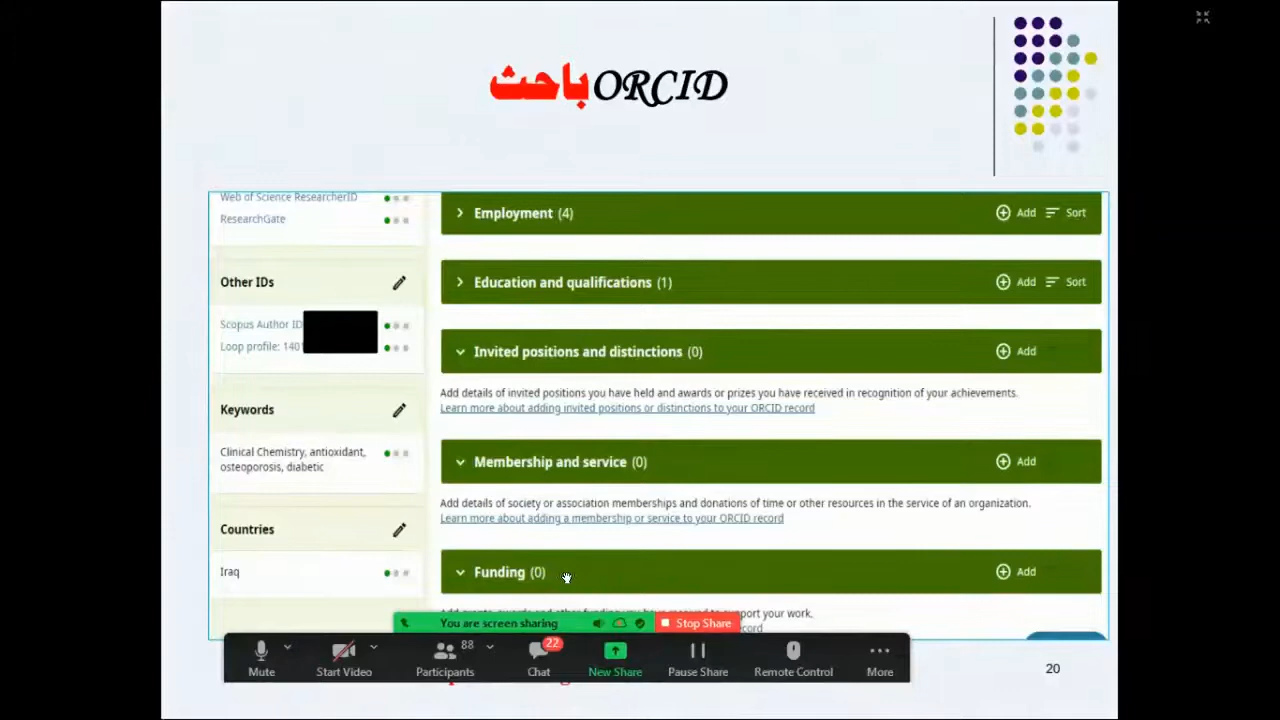 باحث ORCID
Web of Science ResearcherID
ResearchGate
Other IDs
Scopus Author ID
Loop profile: 1401
Keywords
Clinical Chemistry, antioxidant,
osteoporosis, diabetic
Countries
Iraq
Employment (4)
Add Sort
Education and qualifications (1)
Add Sort
Invited positions and distinctions (0)
Add
Add details of invited positions you have held and awards or prizes you have received in recognition of your achievements.
Learn more about adding invited positions or distinctions to your ORCID record
Membership and service (0)
Add
Add details of society or association memberships and donations of time or other resources in the service of an organization.
Learn more about adding a membership or service to your ORCID record
Funding (0)
Add
support your work.
You are screen sharing
Stop Share
Mute
Start Video
88
Participants
22
Chat
New Share
Pause Share
Remote Control
More
20